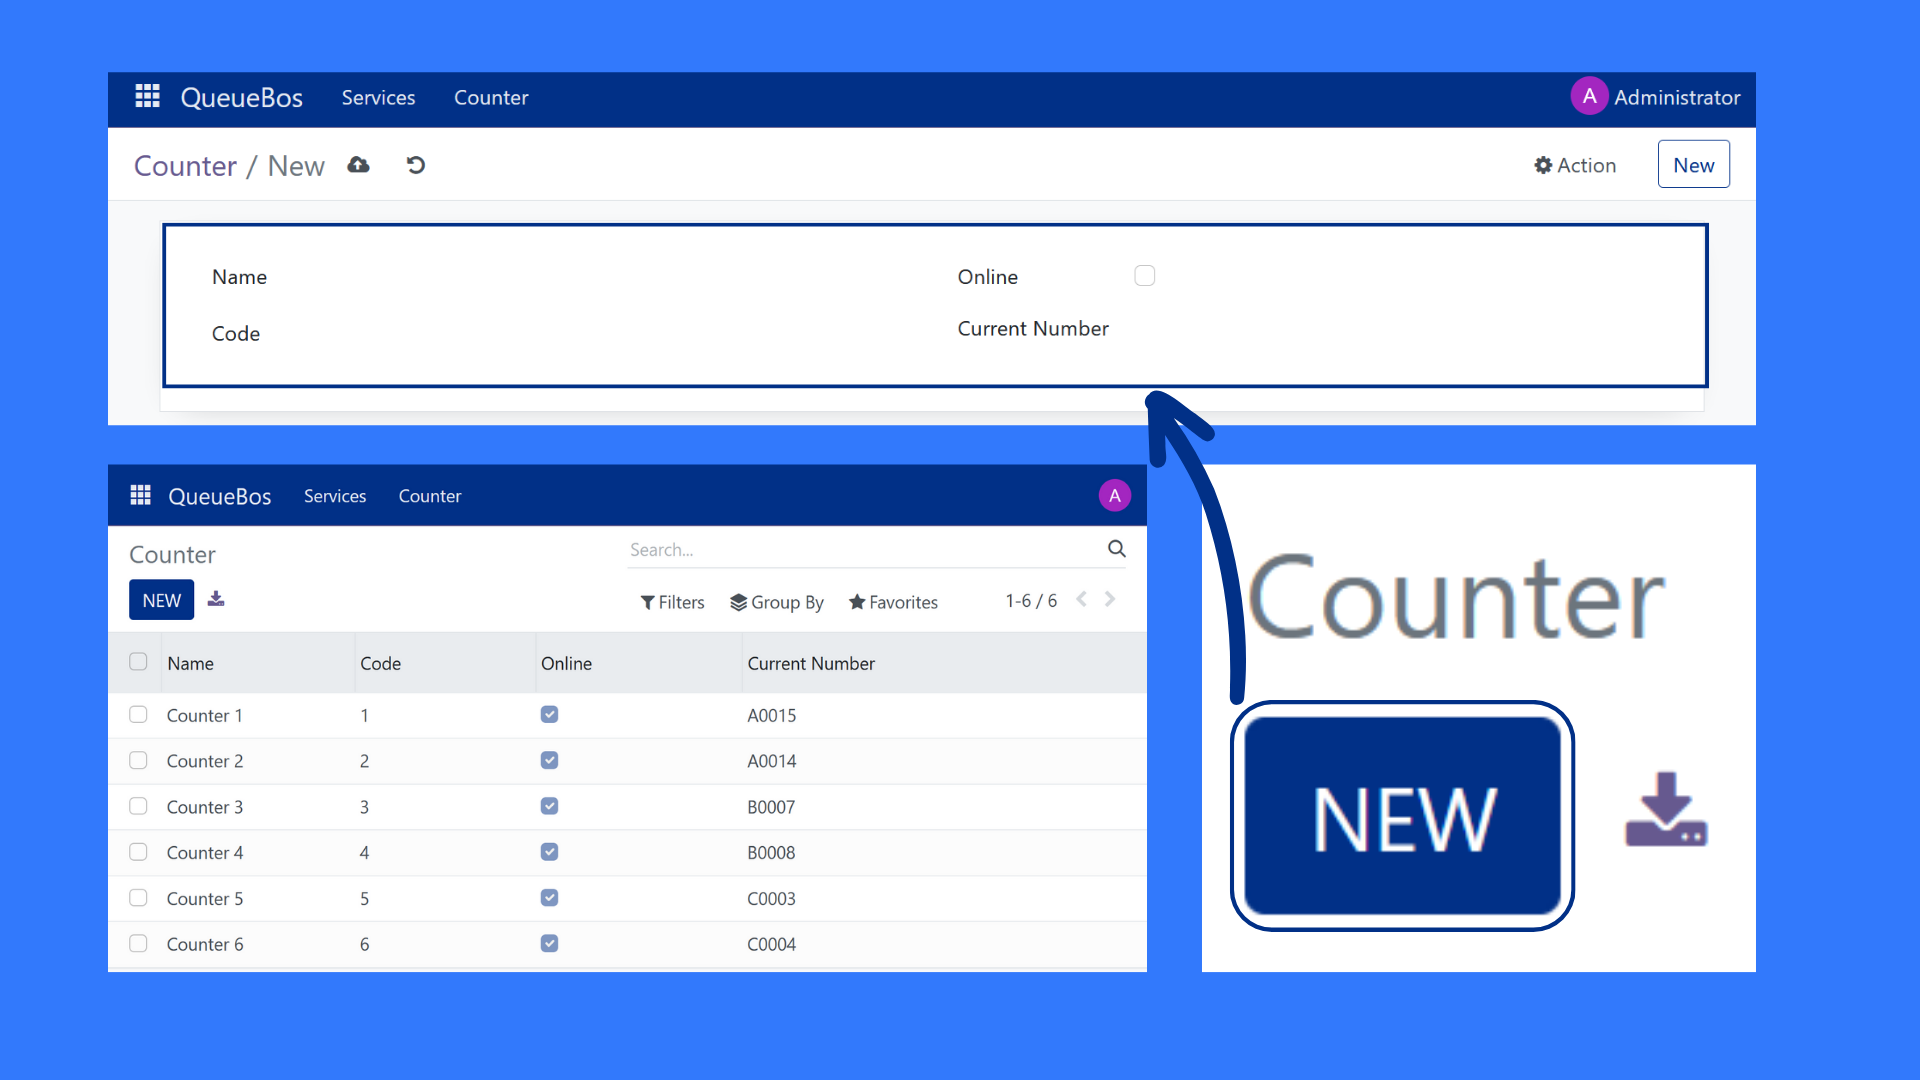 QueueBos Services Counter A Administrator
Counter / New Action New
Name Online
Code Current Number
QueueBos Services Counter A
Counter Search...
NEW Filters Group By Favorites 1-6 / 6
Name Code Online Current Number
Counter 1 1 A0015
Counter 2 2 A0014
Counter 3 3 B0007
Counter 4 4 B0008
Counter 5 5 C0003
Counter 6 6 C0004
Counter
NEW